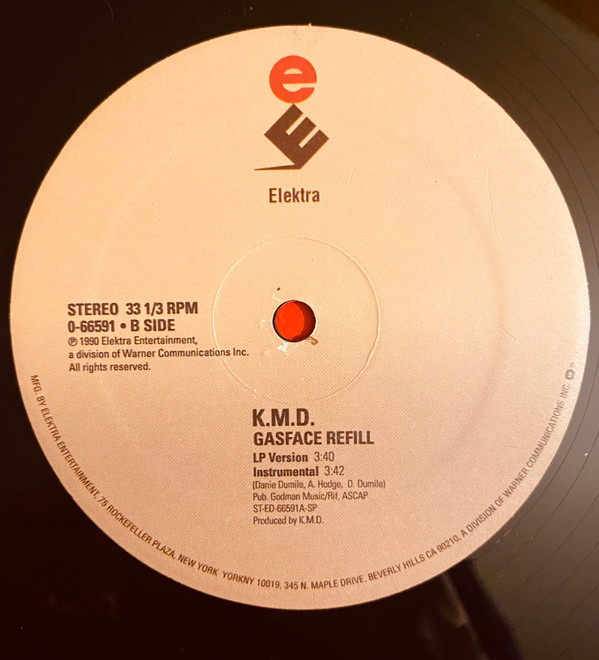 e
E
Elektra
STEREO 33 1/3 RPM
0-66591 • B SIDE
℗ 1990 Elektra Entertainment,
a division of Warner Communications Inc.
All rights reserved.
K.M.D.
GASFACE REFILL
LP Version 3:40
Instrumental 3:42
(Danie Dumile, A. Hodge, D. Dumile)
Pub. Godman Music/Rif, ASCAP
ST-ED-66591A-SP
Produced by K.M.D.
MFG. BY ELEKTRA ENTERTAINMENT, 75 ROCKEFELLER PLAZA, NEW YORK YORKNY 10019, 345 N. MAPLE DRIVE, BEVERLY HILLS CA 90210, A DIVISION OF WARNER COMMUNICATIONS INC.